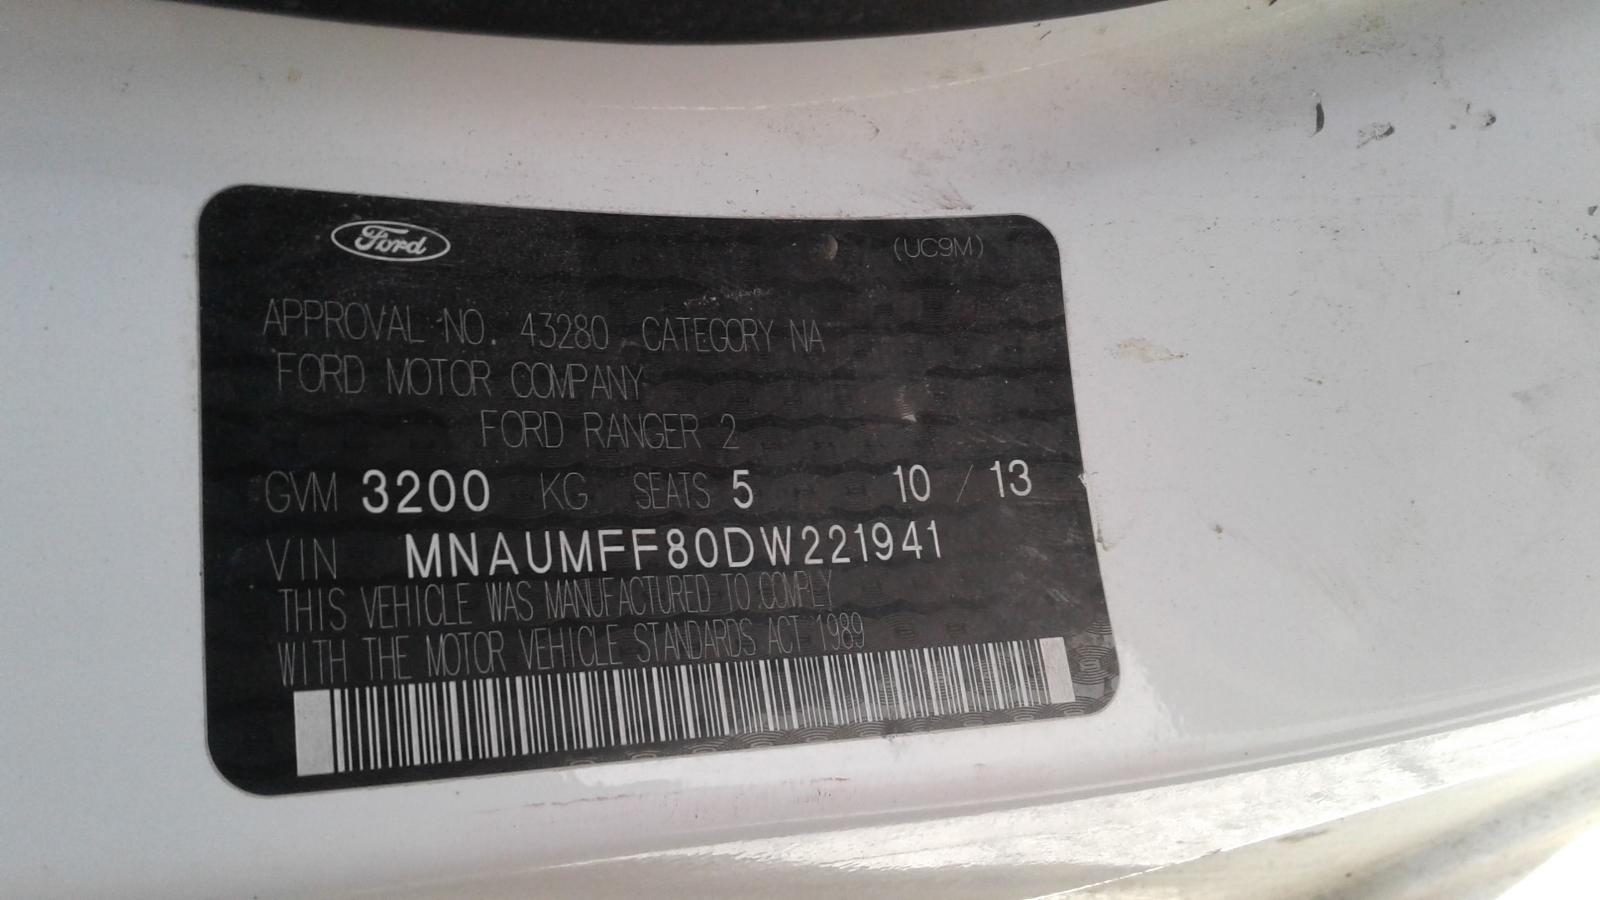 Ford (UC9M)
APPROVAL NO. 43280 CATEGORY NA
FORD MOTOR COMPANY
FORD RANGER 2
GVM 3200 KG SEATS 5 10 / 13
VIN MNAUMFF80DW221941
THIS VEHICLE WAS MANUFACTURED TO COMPLY
WITH THE MOTOR VEHICLE STANDARDS ACT 1989